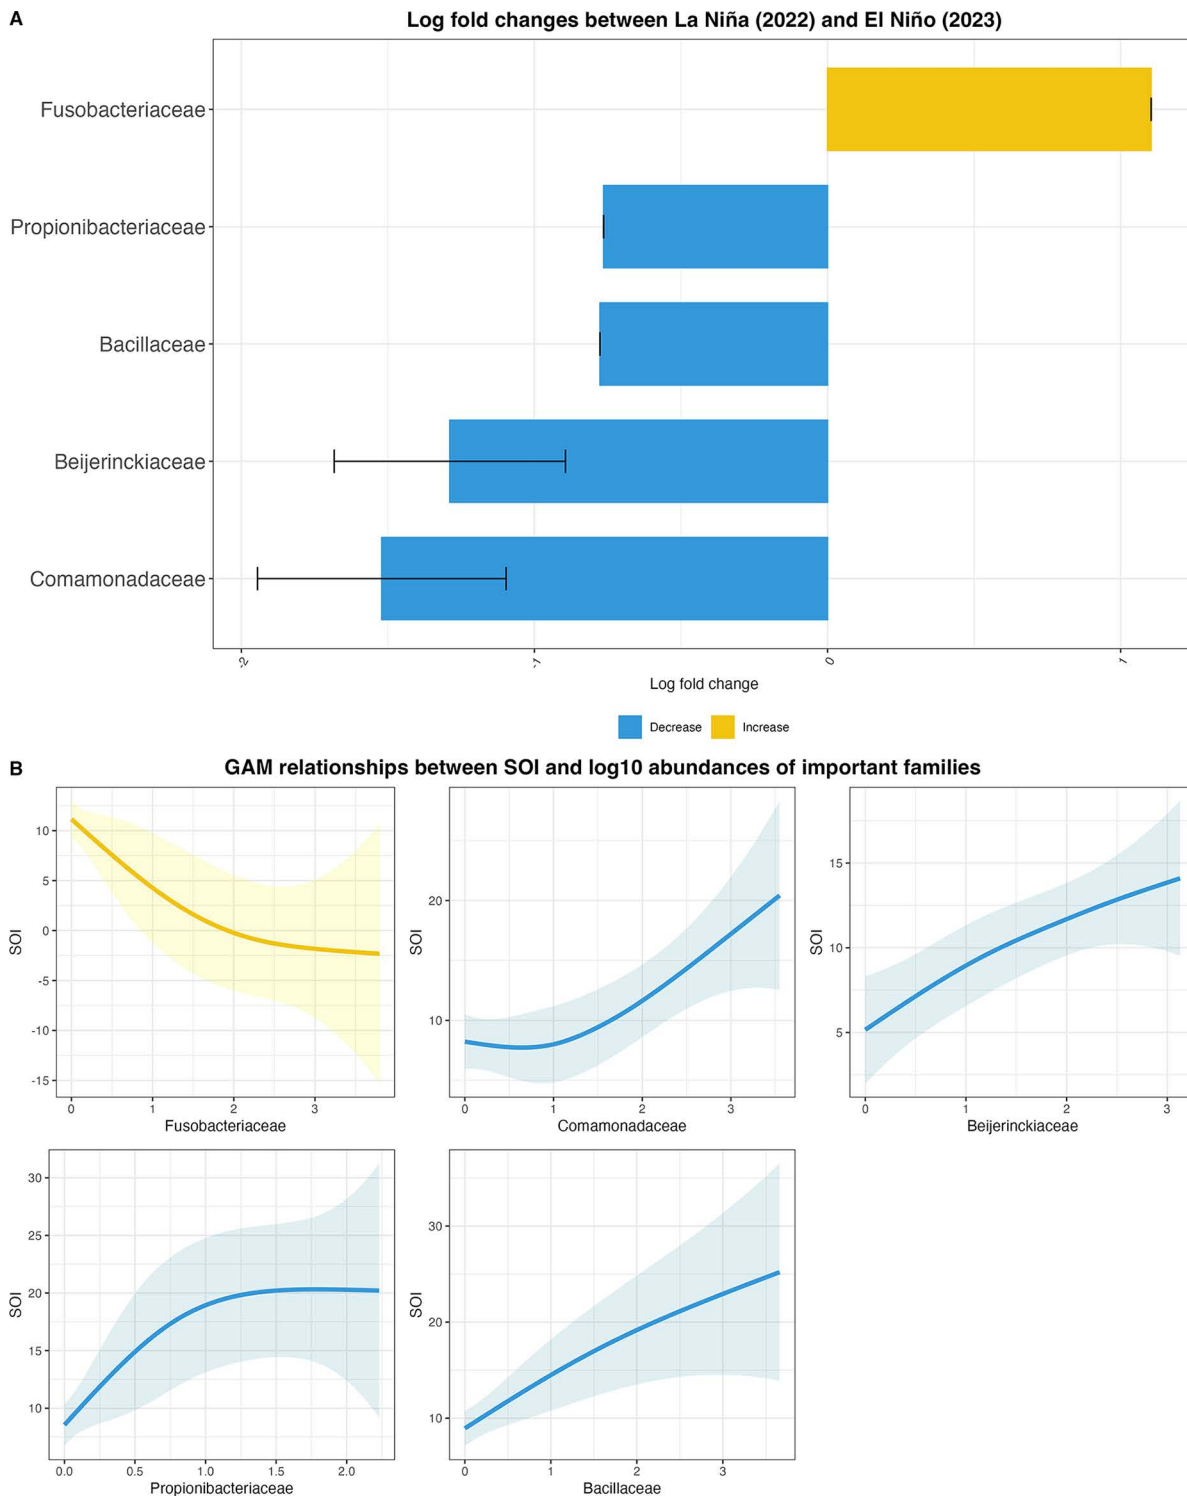 A
Log fold changes between La Niña (2022) and El Niño (2023)
Fusobacteriaceae
Propionibacteriaceae
Bacillaceae
Beijerinckiaceae
Comamonadaceae
-2 -1 0 1
Log fold change
Decrease Increase
B
GAM relationships between SOI and log10 abundances of important families
10
5
0
-5
-10
-15
SOI
0 1 2 3
Fusobacteriaceae
20
10
SOI
0 1 2 3
Comamonadaceae
15
10
5
SOI
0 1 2 3
Beijerinckiaceae
30
25
20
15
10
SOI
0.0 0.5 1.0 1.5 2.0
Propionibacteriaceae
30
20
10
SOI
0 1 2 3
Bacillaceae